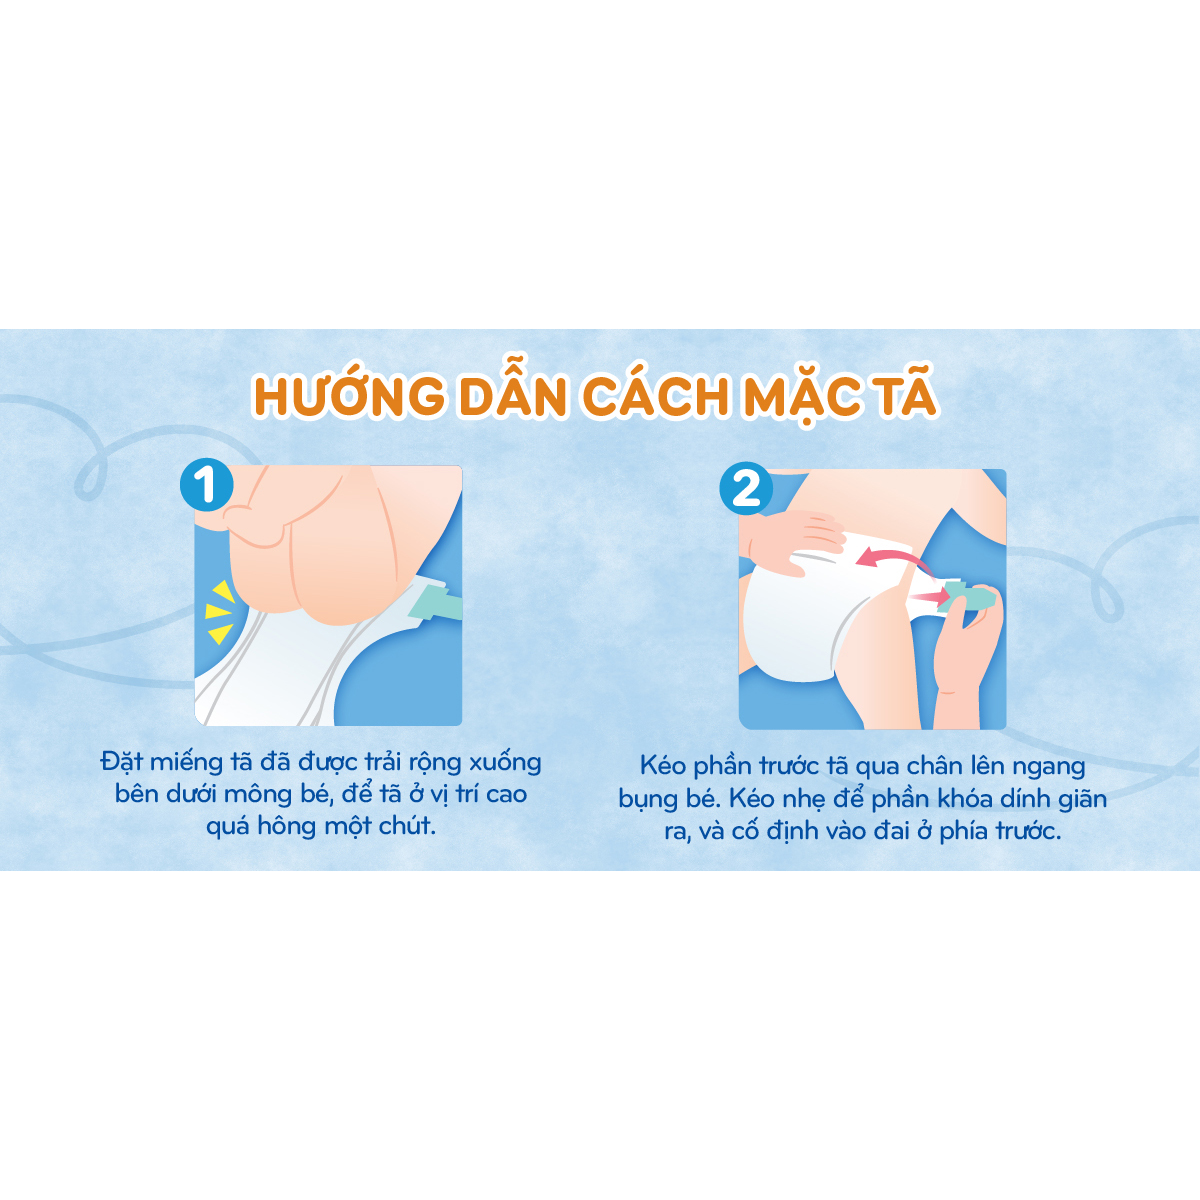 HƯỚNG DẪN CÁCH MẶC TÃ
1
Đặt miếng tã đã được trải rộng xuống
bên dưới mông bé, để tã ở vị trí cao
quá hông một chút.
2
Kéo phần trước tã qua chân lên ngang
bụng bé. Kéo nhẹ để phần khóa dính giãn
ra, và cố định vào đai ở phía trước.